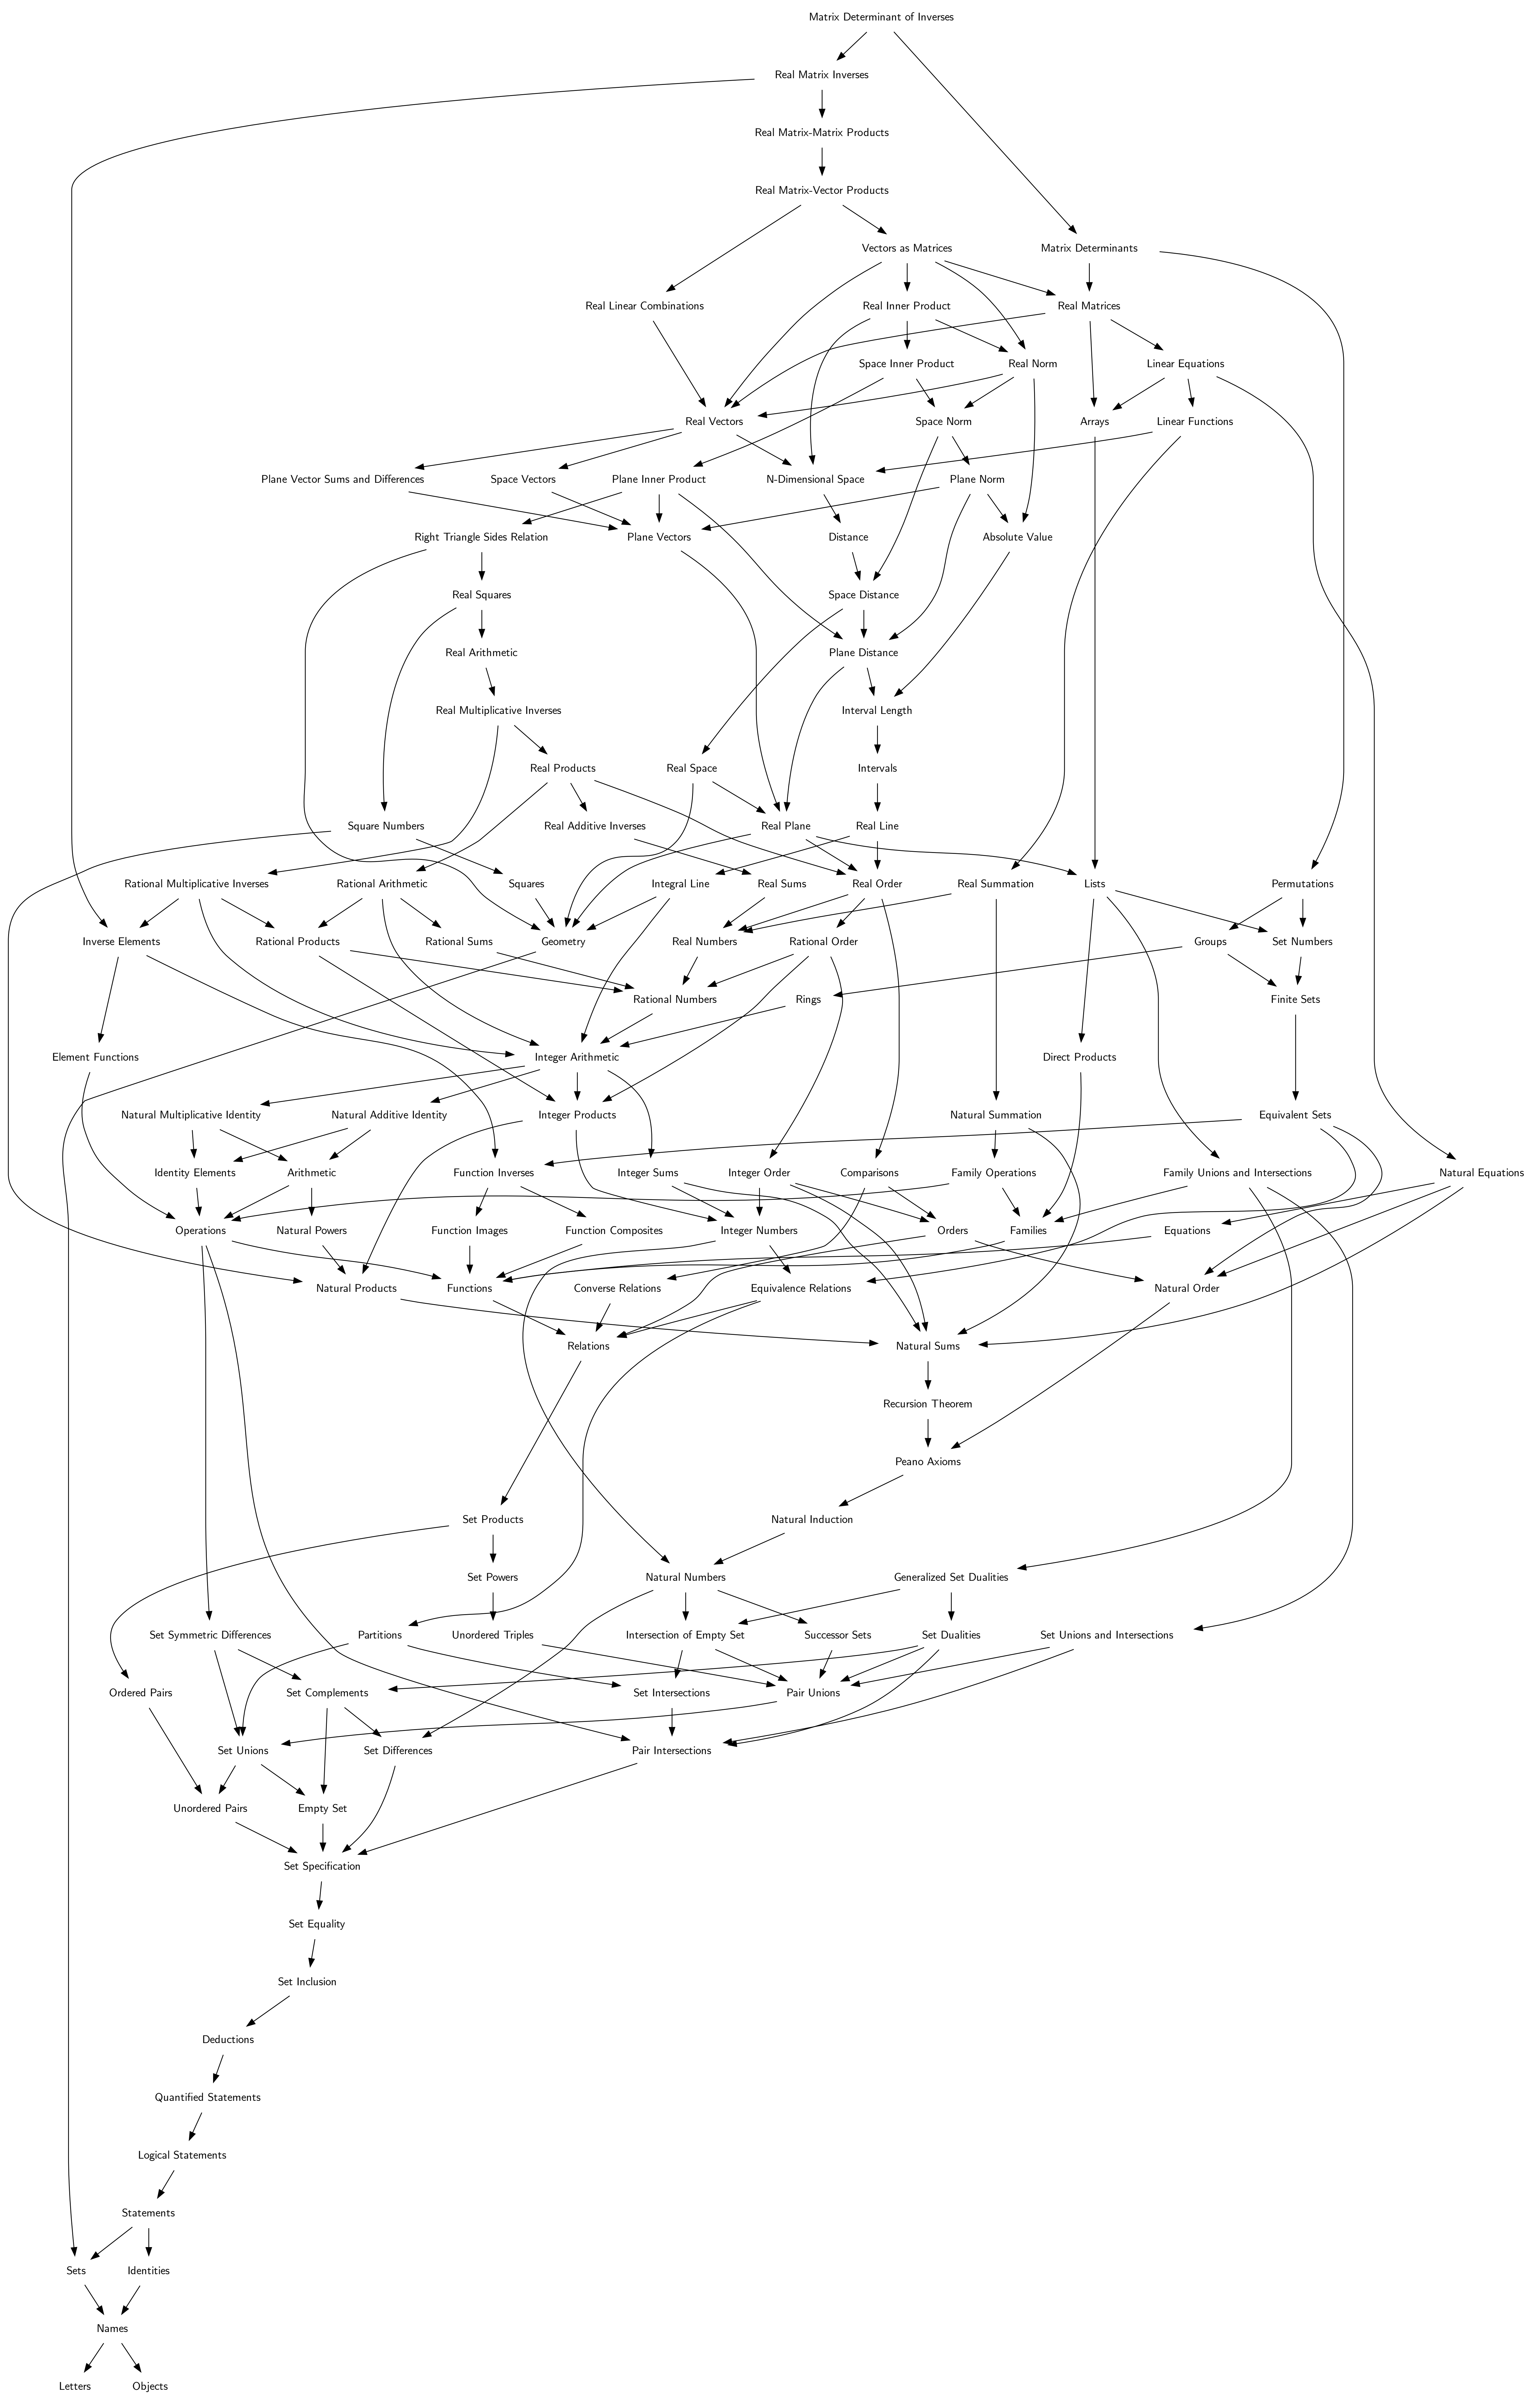 Matrix Determinant of Inverses
Real Matrix Inverses
Real Matrix-Matrix Products
Real Matrix-Vector Products
Vectors as Matrices
Matrix Determinants
Real Linear Combinations
Real Inner Product
Real Matrices
Space Inner Product
Real Norm
Linear Equations
Real Vectors
Space Norm
Arrays
Linear Functions
Plane Vector Sums and Differences
Space Vectors
Plane Inner Product
N-Dimensional Space
Plane Norm
Right Triangle Sides Relation
Plane Vectors
Distance
Absolute Value
Real Squares
Space Distance
Real Arithmetic
Plane Distance
Real Multiplicative Inverses
Interval Length
Real Products
Real Space
Intervals
Square Numbers
Real Additive Inverses
Real Plane
Real Line
Rational Multiplicative Inverses
Rational Arithmetic
Squares
Integral Line
Real Sums
Real Order
Real Summation
Lists
Permutations
Inverse Elements
Rational Products
Rational Sums
Geometry
Real Numbers
Rational Order
Groups
Set Numbers
Rational Numbers
Rings
Finite Sets
Element Functions
Integer Arithmetic
Direct Products
Natural Multiplicative Identity
Natural Additive Identity
Integer Products
Natural Summation
Equivalent Sets
Identity Elements
Arithmetic
Function Inverses
Integer Sums
Integer Order
Comparisons
Family Operations
Family Unions and Intersections
Natural Equations
Operations
Natural Powers
Function Images
Function Composites
Integer Numbers
Orders
Families
Equations
Natural Products
Functions
Converse Relations
Equivalence Relations
Natural Order
Relations
Natural Sums
Recursion Theorem
Peano Axioms
Set Products
Natural Induction
Set Powers
Natural Numbers
Generalized Set Dualities
Set Symmetric Differences
Partitions
Unordered Triples
Intersection of Empty Set
Successor Sets
Set Dualities
Set Unions and Intersections
Ordered Pairs
Set Complements
Set Intersections
Pair Unions
Set Unions
Set Differences
Pair Intersections
Unordered Pairs
Empty Set
Set Specification
Set Equality
Set Inclusion
Deductions
Quantified Statements
Logical Statements
Statements
Sets
Identities
Names
Letters
Objects